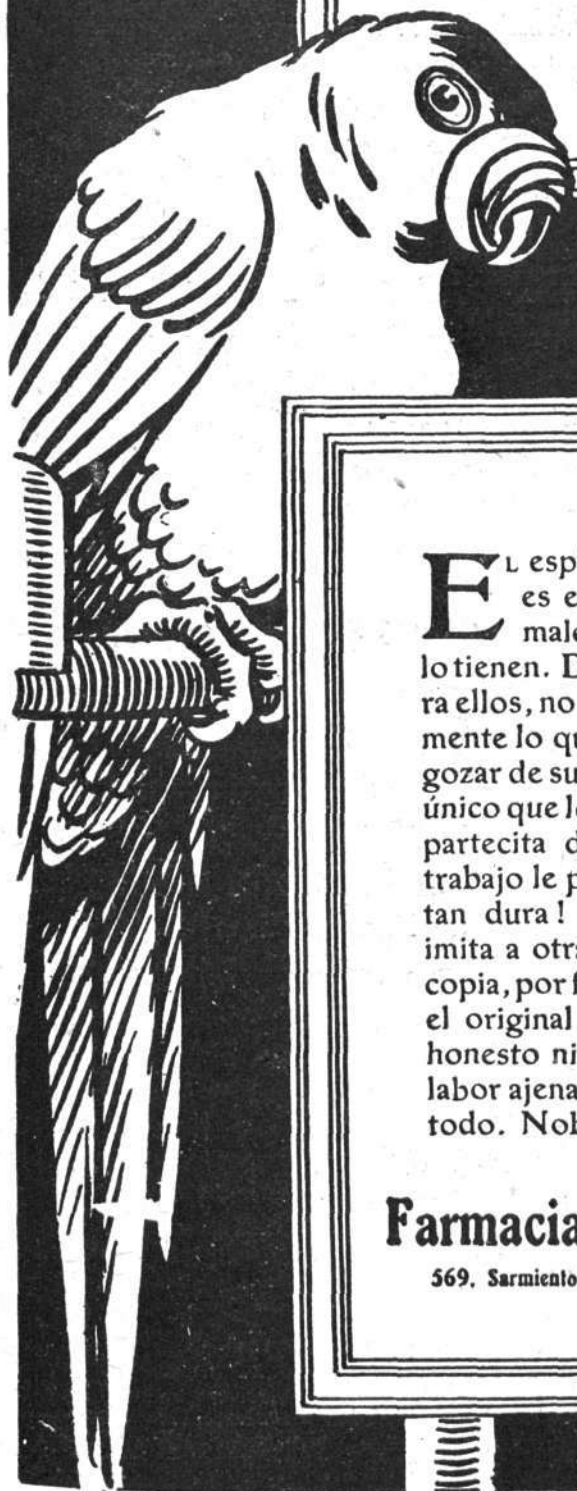 EL esp
es e
male
lo tienen. D
ra ellos, no
mente lo qu
gozar de su
único que l
partecita d
trabajo le p
tan dura!
imita a otr
copia, por f
el original
honesto ni
labor ajena
todo. Nob
Farmacia
569, Sarmiento